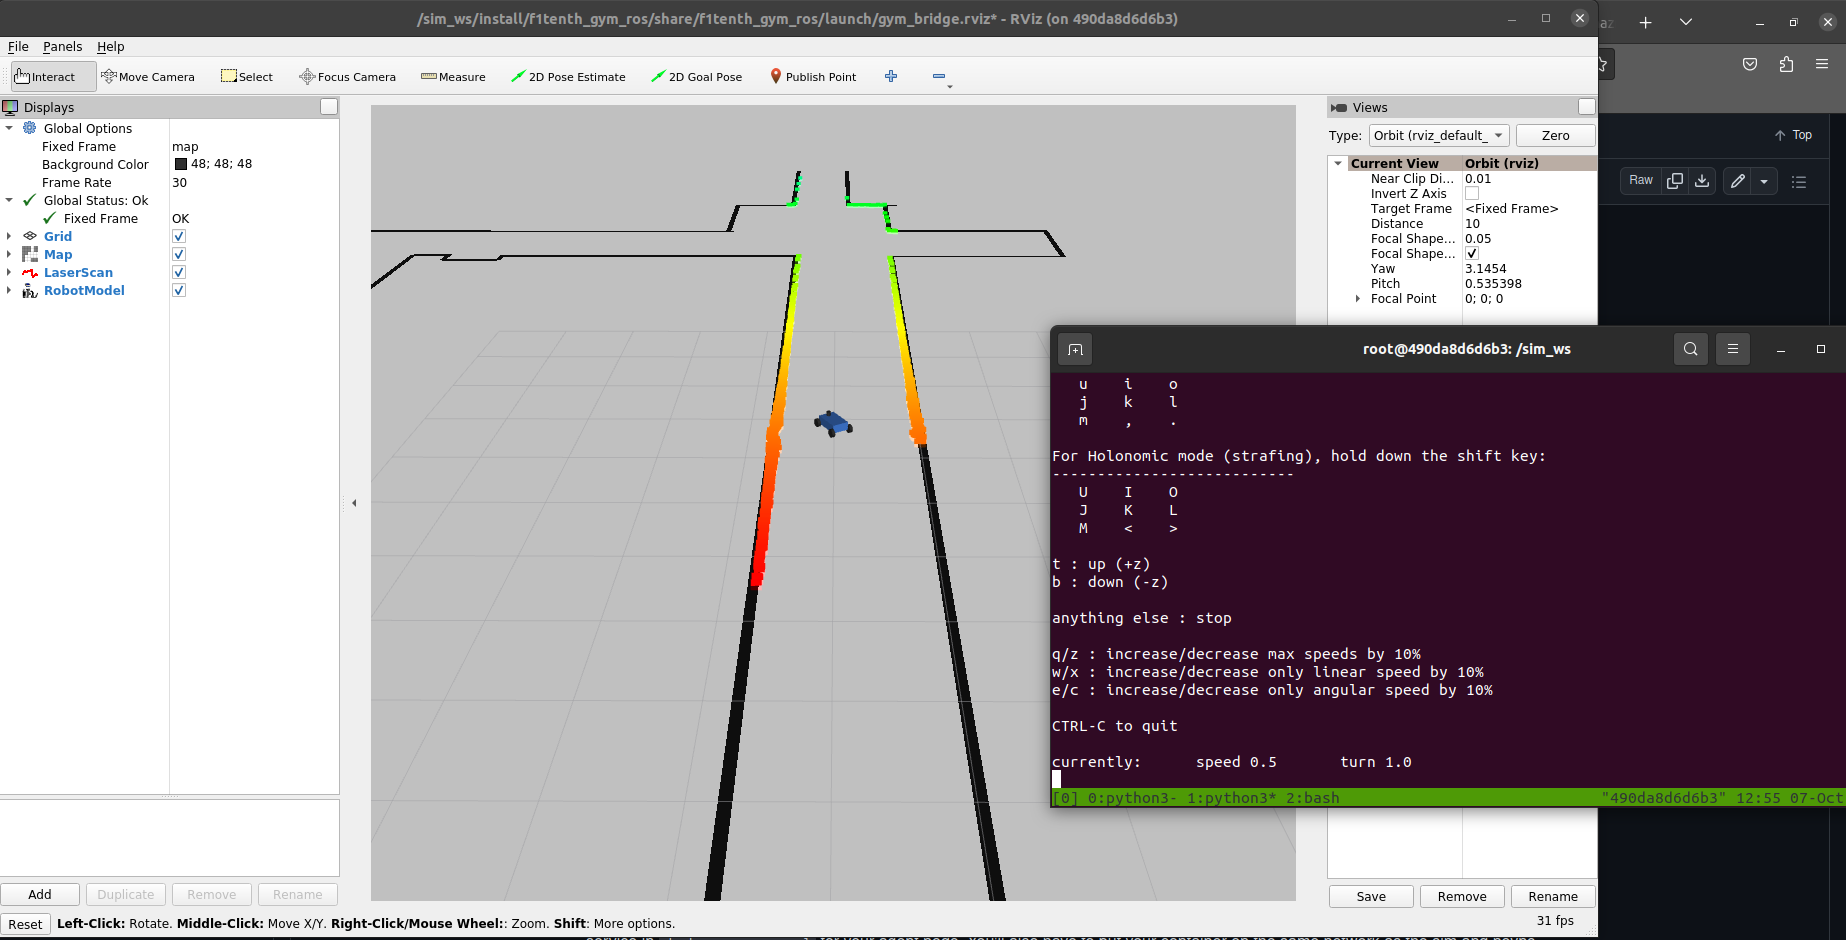 /sim_ws/install/f1tenth_gym_ros/share/f1tenth_gym_ros/launch/gym_bridge.rviz* - RViz (on 490da8d6d6b3)
File Panels Help
Interact Move Camera Select Focus Camera Measure 2D Pose Estimate 2D Goal Pose Publish Point
Displays
Global Options
Fixed Frame map
Background Color 48; 48; 48
Frame Rate 30
Global Status: Ok
Fixed Frame OK
Grid
Map
LaserScan
RobotModel
Add Duplicate Remove Rename
Reset Left-Click: Rotate. Middle-Click: Move X/Y. Right-Click/Mouse Wheel:: Zoom. Shift: More options.
Views
Type: Orbit (rviz_default_ Zero
Current View Orbit (rviz)
Near Clip Di... 0.01
Invert Z Axis
Target Frame <Fixed Frame>
Distance 10
Focal Shape... 0.05
Focal Shape...
Yaw 3.1454
Pitch 0.535398
Focal Point 0; 0; 0
Save Remove Rename
31 fps
Top
Raw
root@490da8d6d6b3: /sim_ws
u i o
j k l
m , .
For Holonomic mode (strafing), hold down the shift key:
---------------------------
U I O
J K L
M < >
t : up (+z)
b : down (-z)
anything else : stop
q/z : increase/decrease max speeds by 10%
w/x : increase/decrease only linear speed by 10%
e/c : increase/decrease only angular speed by 10%
CTRL-C to quit
currently: speed 0.5 turn 1.0
[0] 0:python3- 1:python3* 2:bash "490da8d6d6b3" 12:55 07-Oct